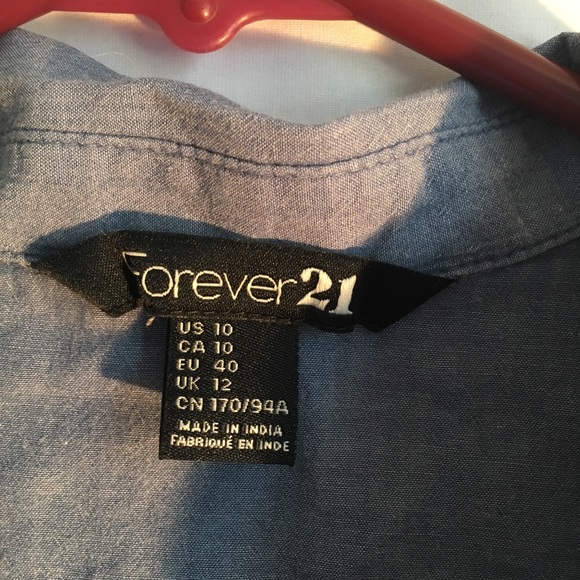 Forever21
US 10
CA 10
EU 40
UK 12
CN 170/94A
MADE IN INDIA
FABRIQUÉ EN INDE